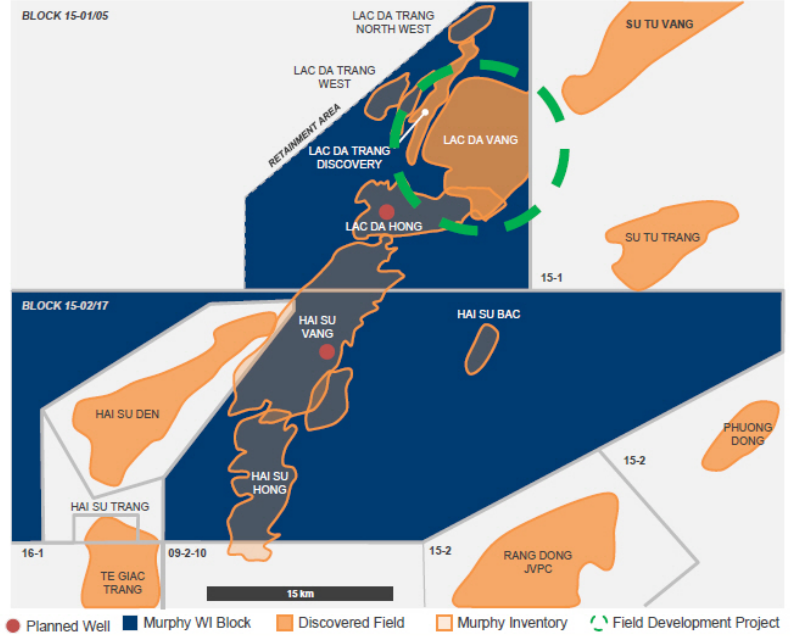 BLOCK 15-01/05
LAC DA TRANG
NORTH WEST
SU TU VANG
LAC DA TRANG
WEST
RETAINMENT AREA
LAC DA VANG
LAC DA TRANG
DISCOVERY
LAC DA HONG
SU TU TRANG
15-1
BLOCK 15-02/17
HAI SU BAC
HAI SU
VANG
HAI SU DEN
PHUONG
DONG
15-2
HAI SU
HONG
HAI SU TRANG
16-1
09-2-10
15-2
RANG DONG
JVPC
TE GIAC
TRANG
15 km
Planned Well
Murphy WI Block
Discovered Field
Murphy Inventory
Field Development Project